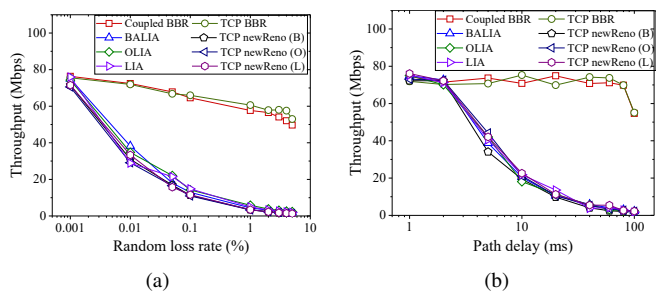 100
80
60
40
20
0
Throughput (Mbps)
Coupled BBR
BALIA
OLIA
LIA
TCP BBR
TCP newReno (B)
TCP newReno (O)
TCP newReno (L)
0.001 0.01 0.1 1 10
Random loss rate (%)
(a)
100
80
60
40
20
0
Throughput (Mbps)
Coupled BBR
BALIA
OLIA
LIA
TCP BBR
TCP newReno (B)
TCP newReno (O)
TCP newReno (L)
1 10 100
Path delay (ms)
(b)